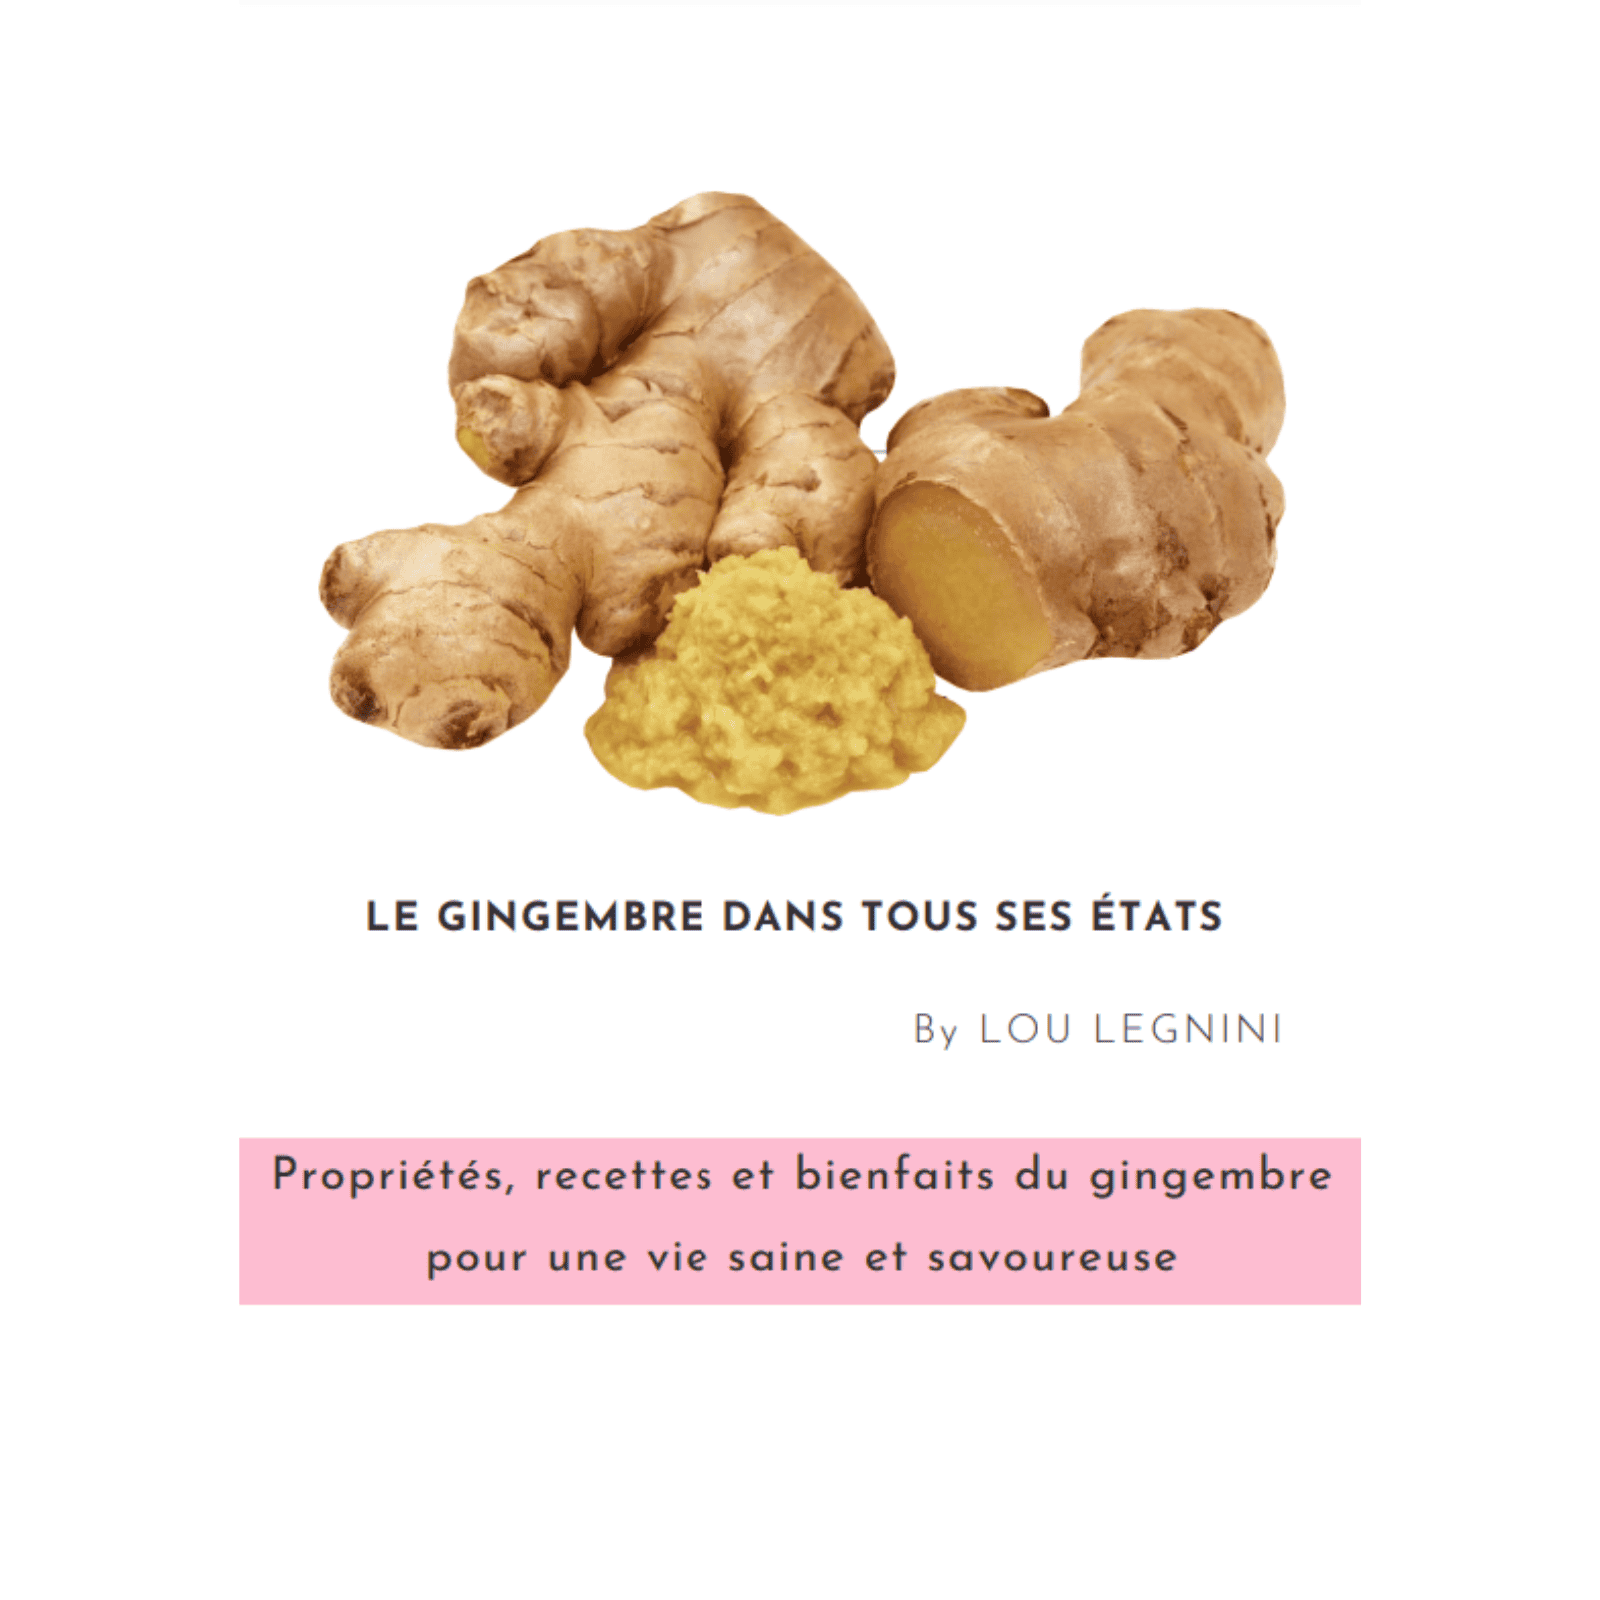 LE GINGEMBRE DANS TOUS SES ÉTATS
By LOU LEGNINI
Propriétés, recettes et bienfaits du gingembre
pour une vie saine et savoureuse